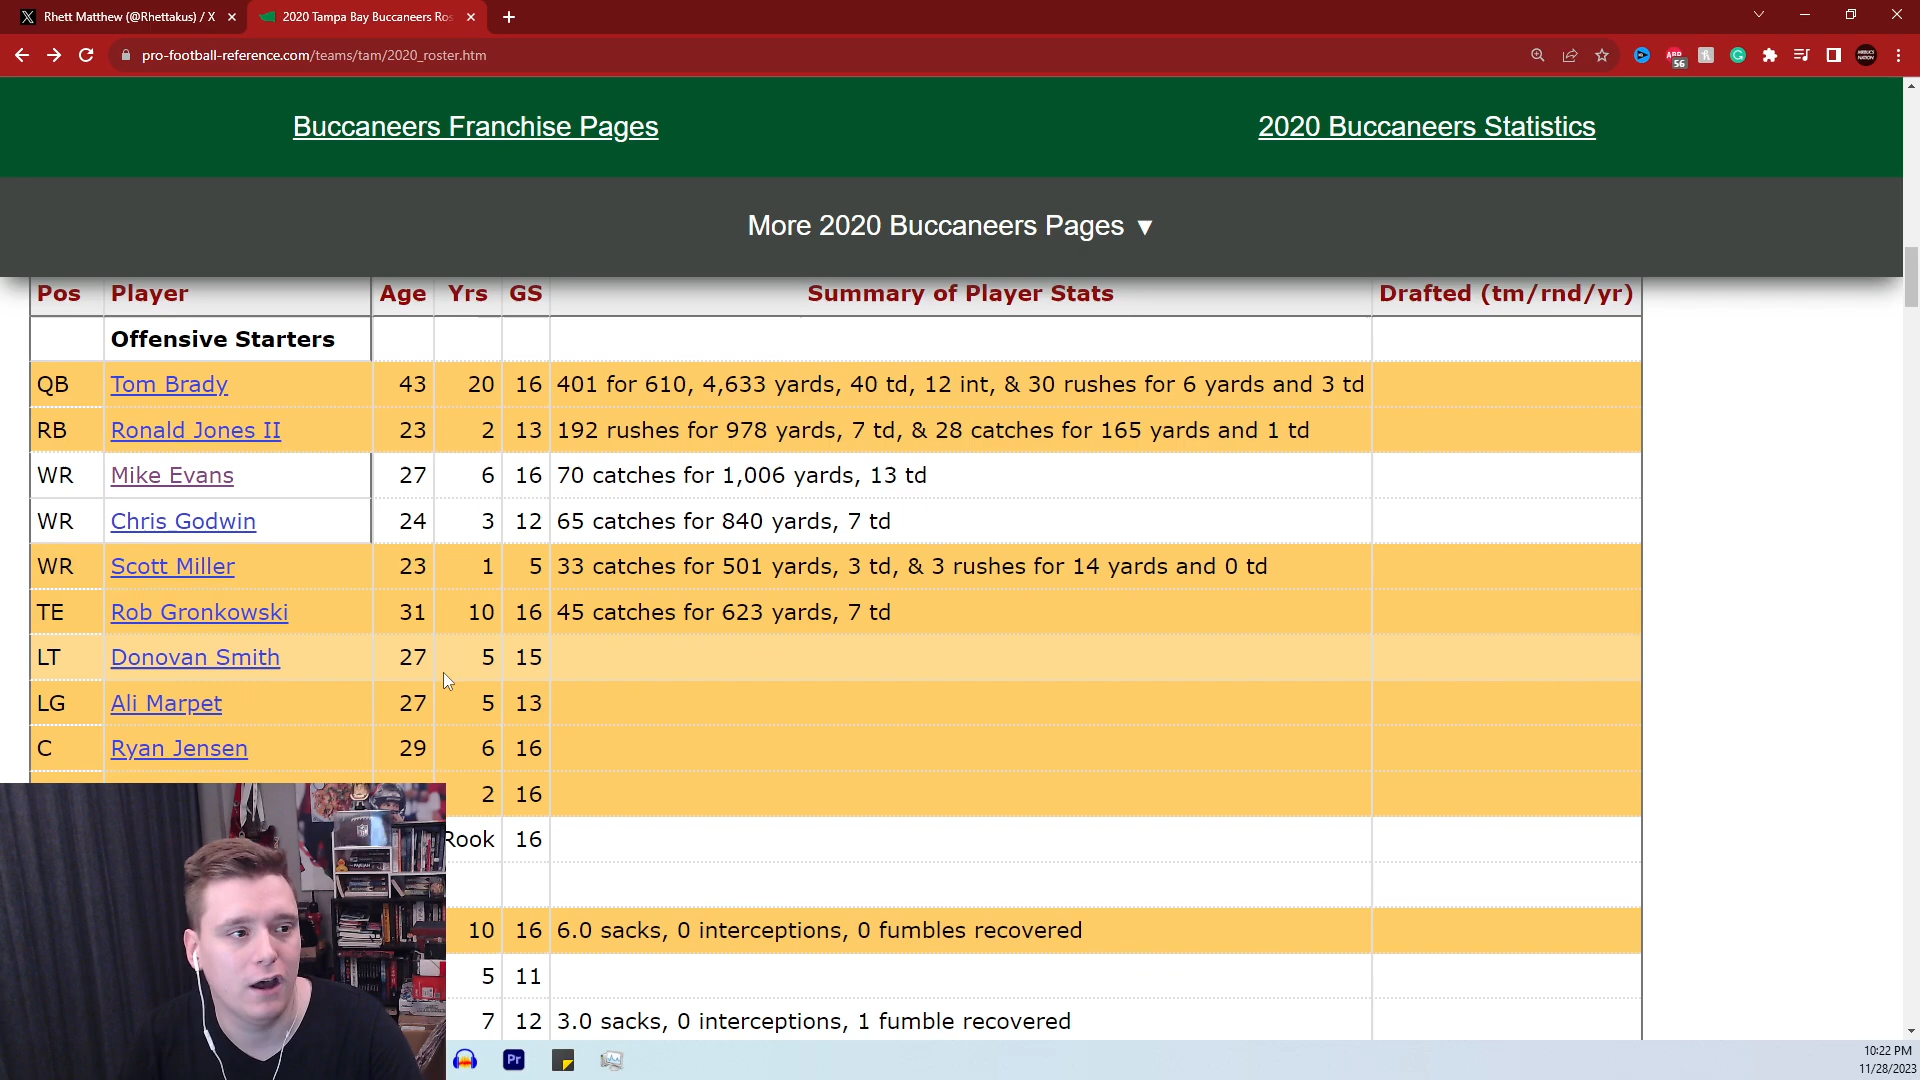 Rhett Matthew (@Rhettakus) / X
2020 Tampa Bay Buccaneers Ros
pro-football-reference.com/teams/tam/2020_roster.htm
ABP
56
MRBUCS
NATION
Buccaneers Franchise Pages
2020 Buccaneers Statistics
More 2020 Buccaneers Pages ▼
Pos Player Age Yrs GS Summary of Player Stats Drafted (tm/rnd/yr)
Offensive Starters
QB Tom Brady 43 20 16 401 for 610, 4,633 yards, 40 td, 12 int, & 30 rushes for 6 yards and 3 td
RB Ronald Jones II 23 2 13 192 rushes for 978 yards, 7 td, & 28 catches for 165 yards and 1 td
WR Mike Evans 27 6 16 70 catches for 1,006 yards, 13 td
WR Chris Godwin 24 3 12 65 catches for 840 yards, 7 td
WR Scott Miller 23 1 5 33 catches for 501 yards, 3 td, & 3 rushes for 14 yards and 0 td
TE Rob Gronkowski 31 10 16 45 catches for 623 yards, 7 td
LT Donovan Smith 27 5 15
LG Ali Marpet 27 5 13
C Ryan Jensen 29 6 16
2 16
Rook 16
10 16 6.0 sacks, 0 interceptions, 0 fumbles recovered
5 11
7 12 3.0 sacks, 0 interceptions, 1 fumble recovered
Pr
10:22 PM
11/28/2023